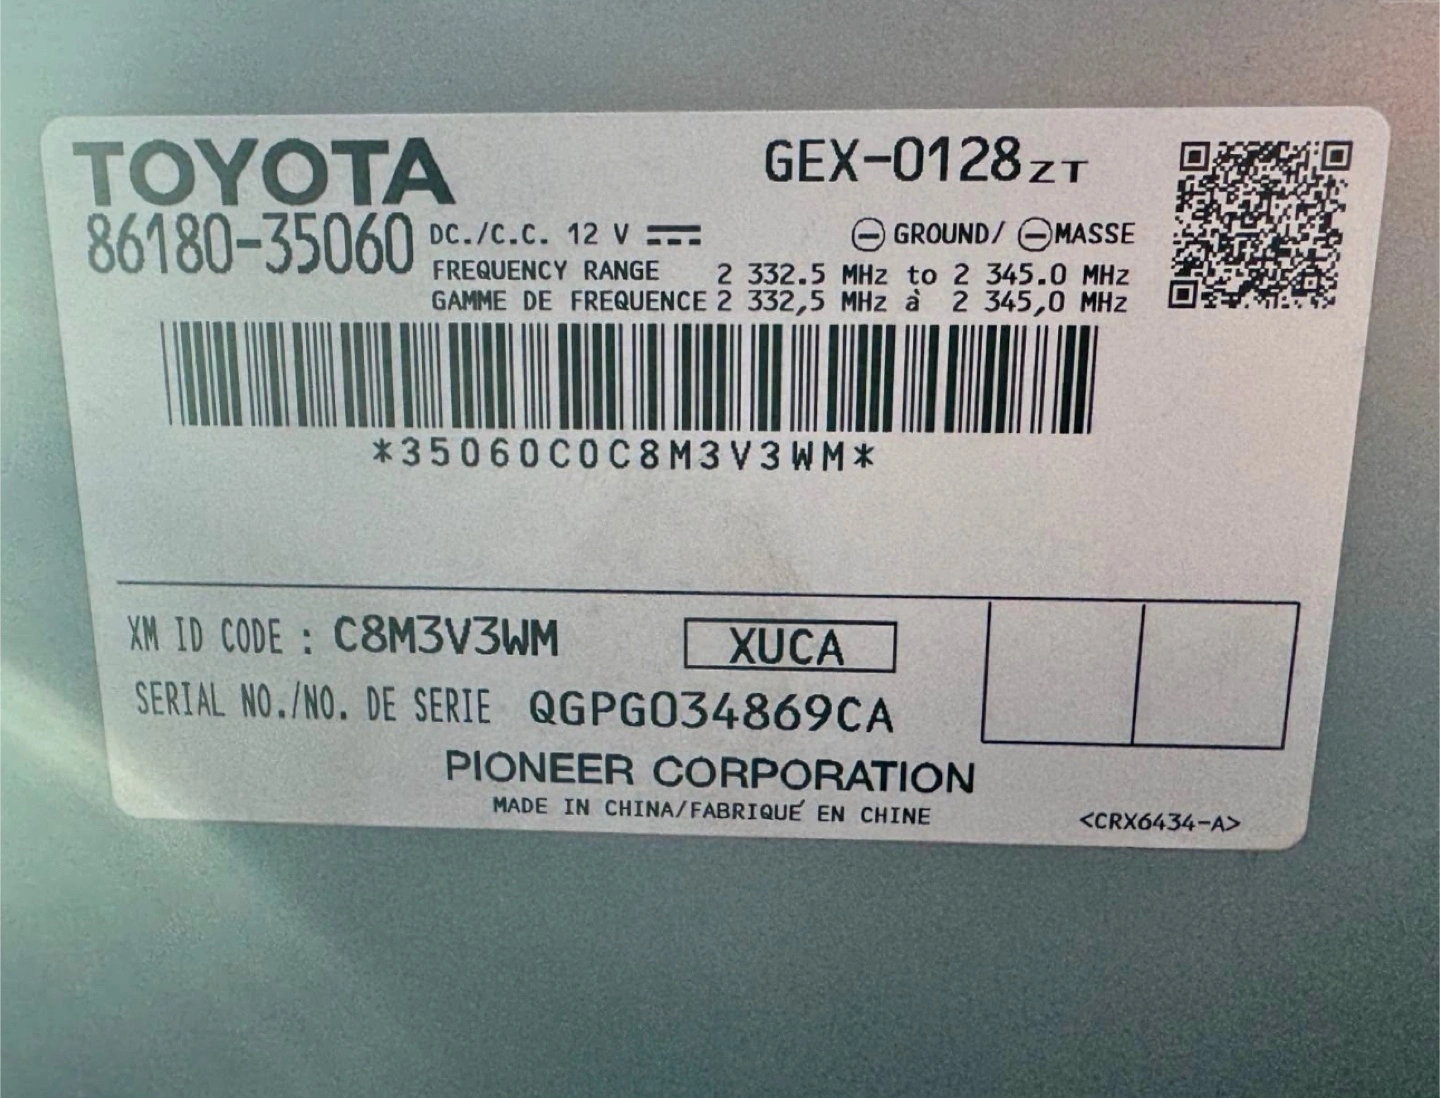 TOYOTA
GEX-0128ZT
86180-35060
DC./C.C. 12 V
GROUND/ MASSE
FREQUENCY RANGE 2 332.5 MHz to 2 345.0 MHz
GAMME DE FREQUENCE 2 332,5 MHz à 2 345,0 MHz
*35060C0C8M3V3WM*
XM ID CODE : C8M3V3WM
XUCA
SERIAL NO./NO. DE SERIE QGPG034869CA
PIONEER CORPORATION
MADE IN CHINA/FABRIQUÉ EN CHINE
<CRX6434-A>